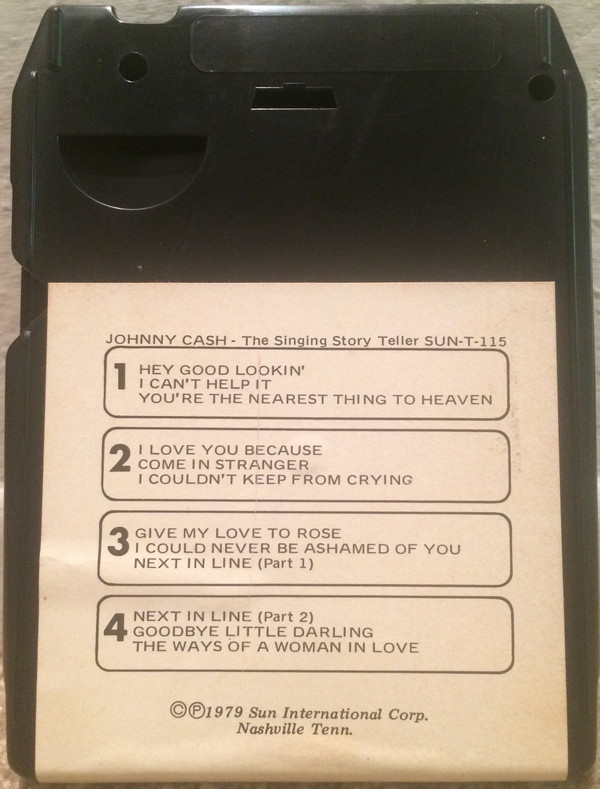 JOHNNY CASH - The Singing Story Teller SUN-T-115
1 HEY GOOD LOOKIN'
I CAN'T HELP IT
YOU'RE THE NEAREST THING TO HEAVEN
2 I LOVE YOU BECAUSE
COME IN STRANGER
I COULDN'T KEEP FROM CRYING
3 GIVE MY LOVE TO ROSE
I COULD NEVER BE ASHAMED OF YOU
NEXT IN LINE (Part 1)
4 NEXT IN LINE (Part 2)
GOODBYE LITTLE DARLING
THE WAYS OF A WOMAN IN LOVE
©℗1979 Sun International Corp.
Nashville Tenn.